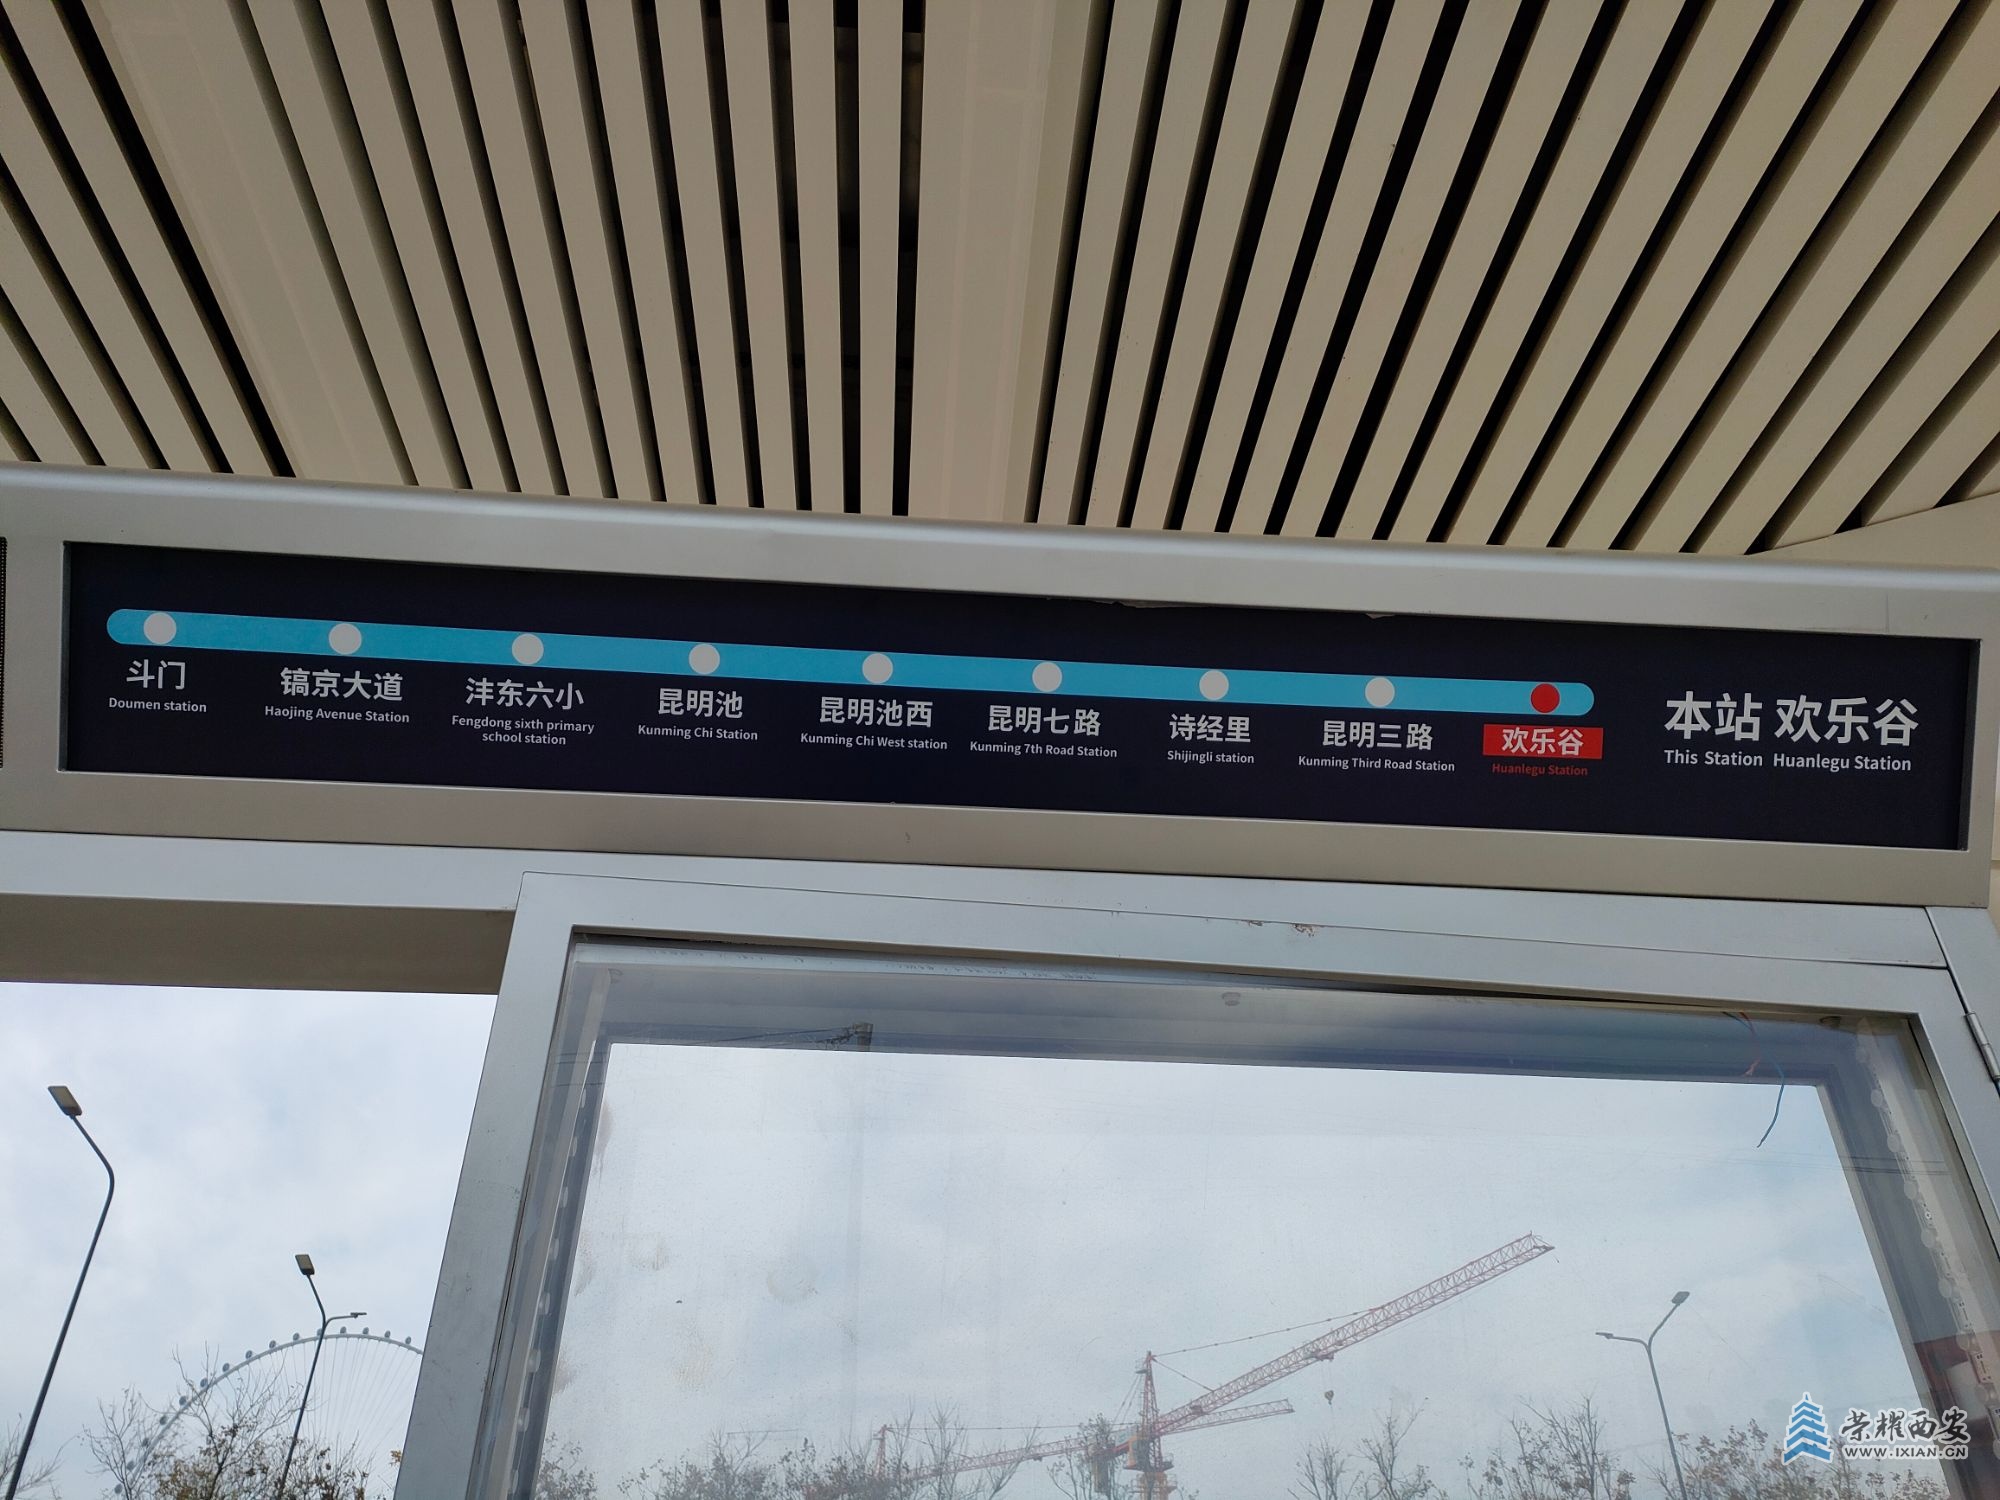 斗门
Doumen station
镐京大道
Haojing Avenue Station
沣东六小
Fengdong sixth primary
school station
昆明池
Kunming Chi Station
昆明池西
Kunming Chi West station
昆明七路
Kunming 7th Road Station
诗经里
Shijingli station
昆明三路
Kunming Third Road Station
欢乐谷
Huanlegu Station
本站 欢乐谷
This Station Huanlegu Station
荣耀西安
WWW.IXIAN.CN